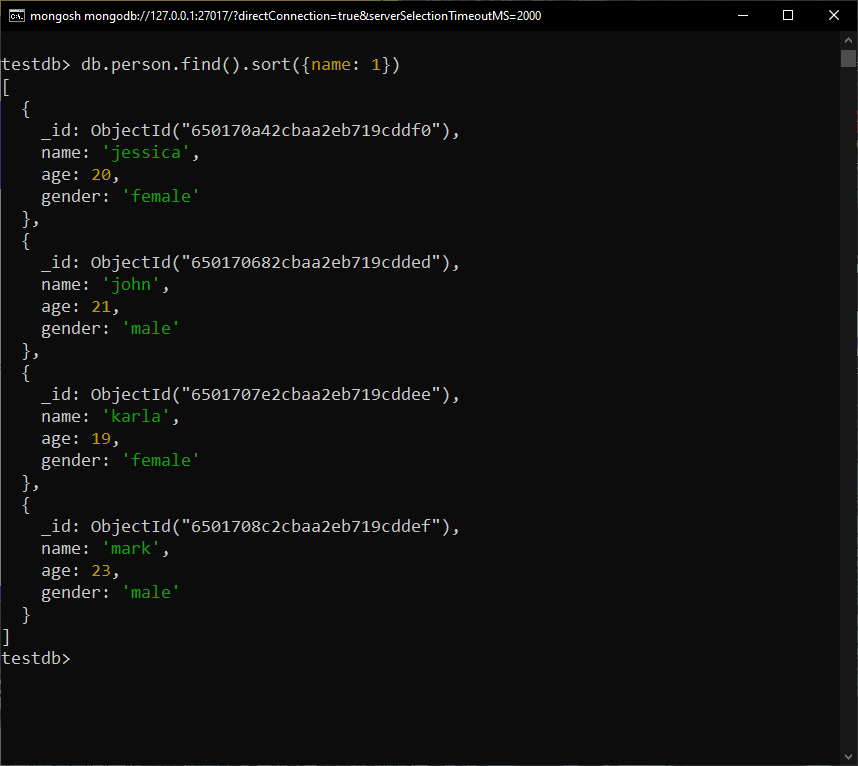 mongosh mongodb://127.0.0.1:27017/?directConnection=true&serverSelectionTimeoutMS=2000
testdb> db.person.find().sort({name: 1})
[
  {
    _id: ObjectId("650170a42cbaa2eb719cddf0"),
    name: 'jessica',
    age: 20,
    gender: 'female'
  },
  {
    _id: ObjectId("650170682cbaa2eb719cdded"),
    name: 'john',
    age: 21,
    gender: 'male'
  },
  {
    _id: ObjectId("6501707e2cbaa2eb719cddee"),
    name: 'karla',
    age: 19,
    gender: 'female'
  },
  {
    _id: ObjectId("6501708c2cbaa2eb719cddef"),
    name: 'mark',
    age: 23,
    gender: 'male'
  }
]
testdb>